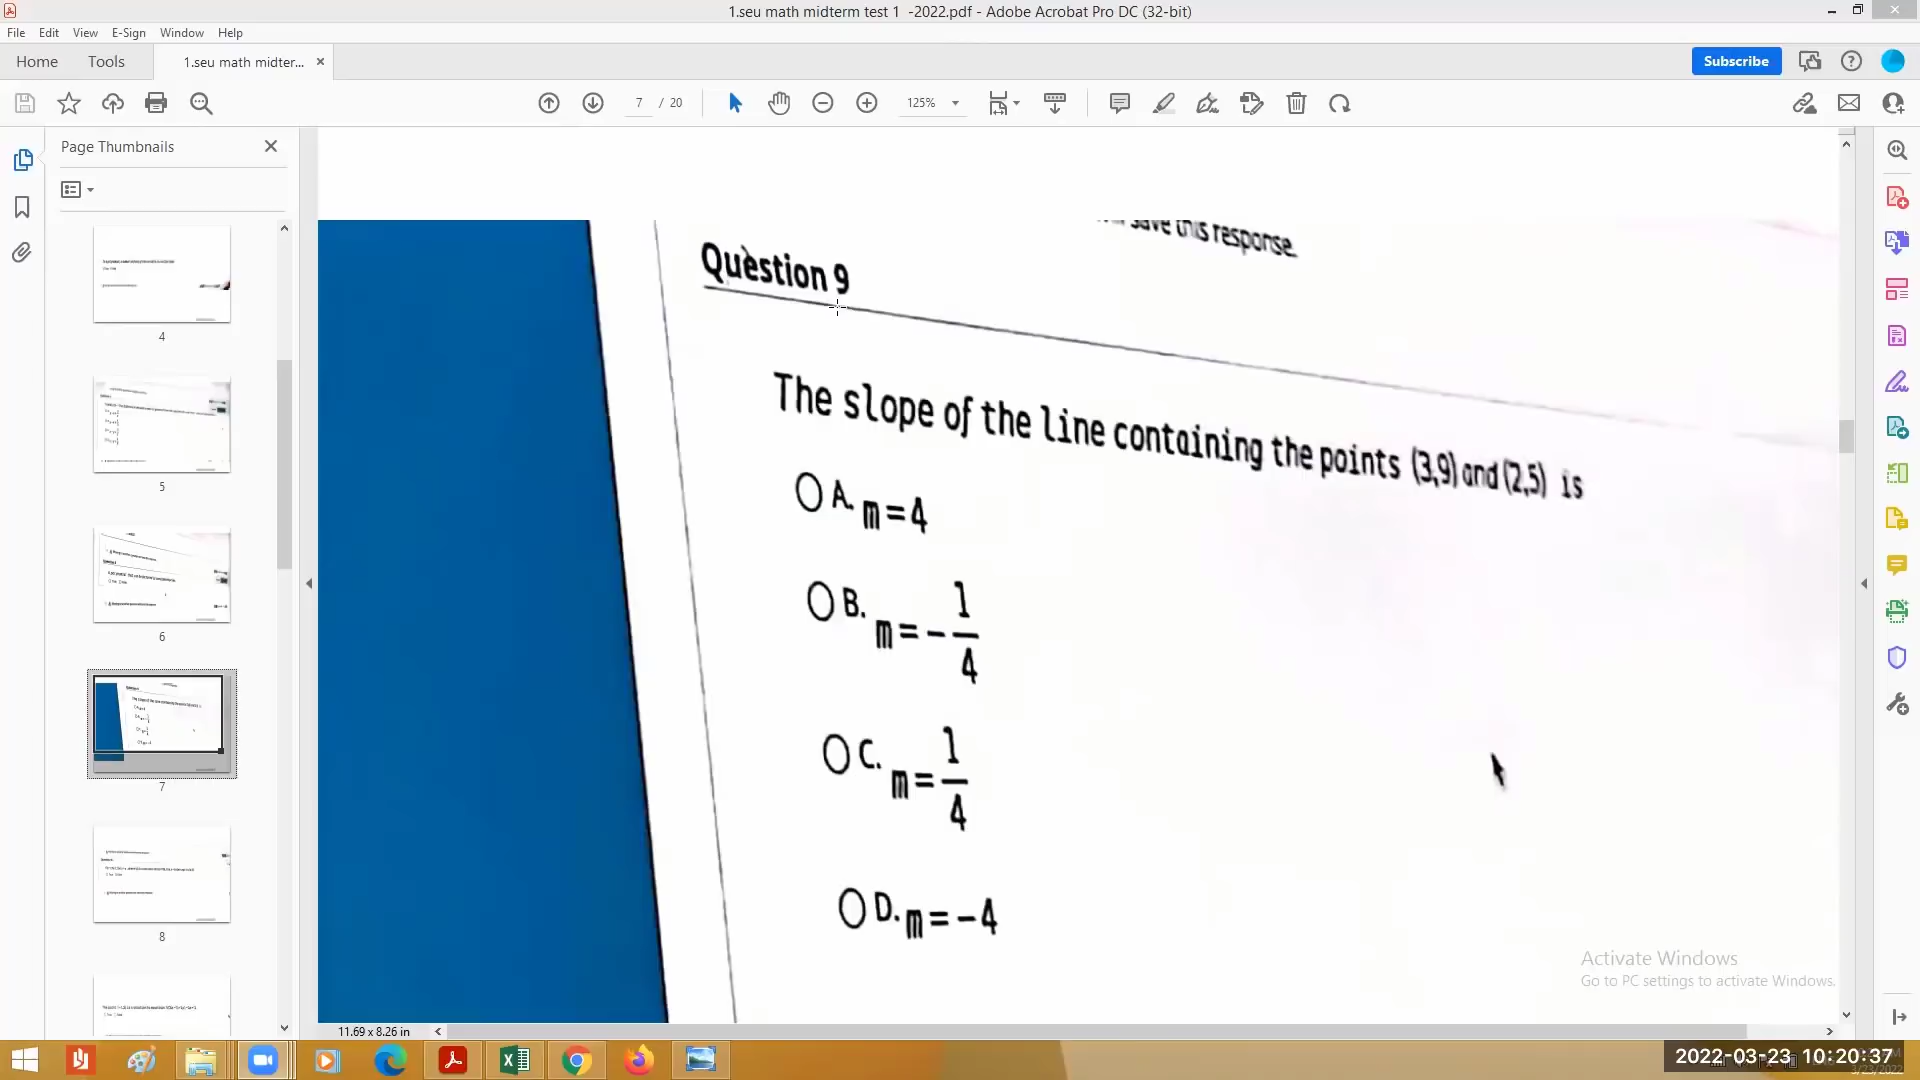 1.seu math midterm test 1 -2022.pdf - Adobe Acrobat Pro DC (32-bit)
File Edit View E-Sign Window Help
Home Tools 1.seu math midter... Subscribe
7 / 20 125%
Page Thumbnails
4
5
6
7
8
save this response.
Question 9
The slope of the line containing the points (3,9) and (2,5) is
A. m = 4
B. m = - 1/4
C. m = 1/4
D. m = -4
Activate Windows
Go to PC settings to activate Windows.
11.69 x 8.26 in
2022-03-23 10:20:37
3/23/2022